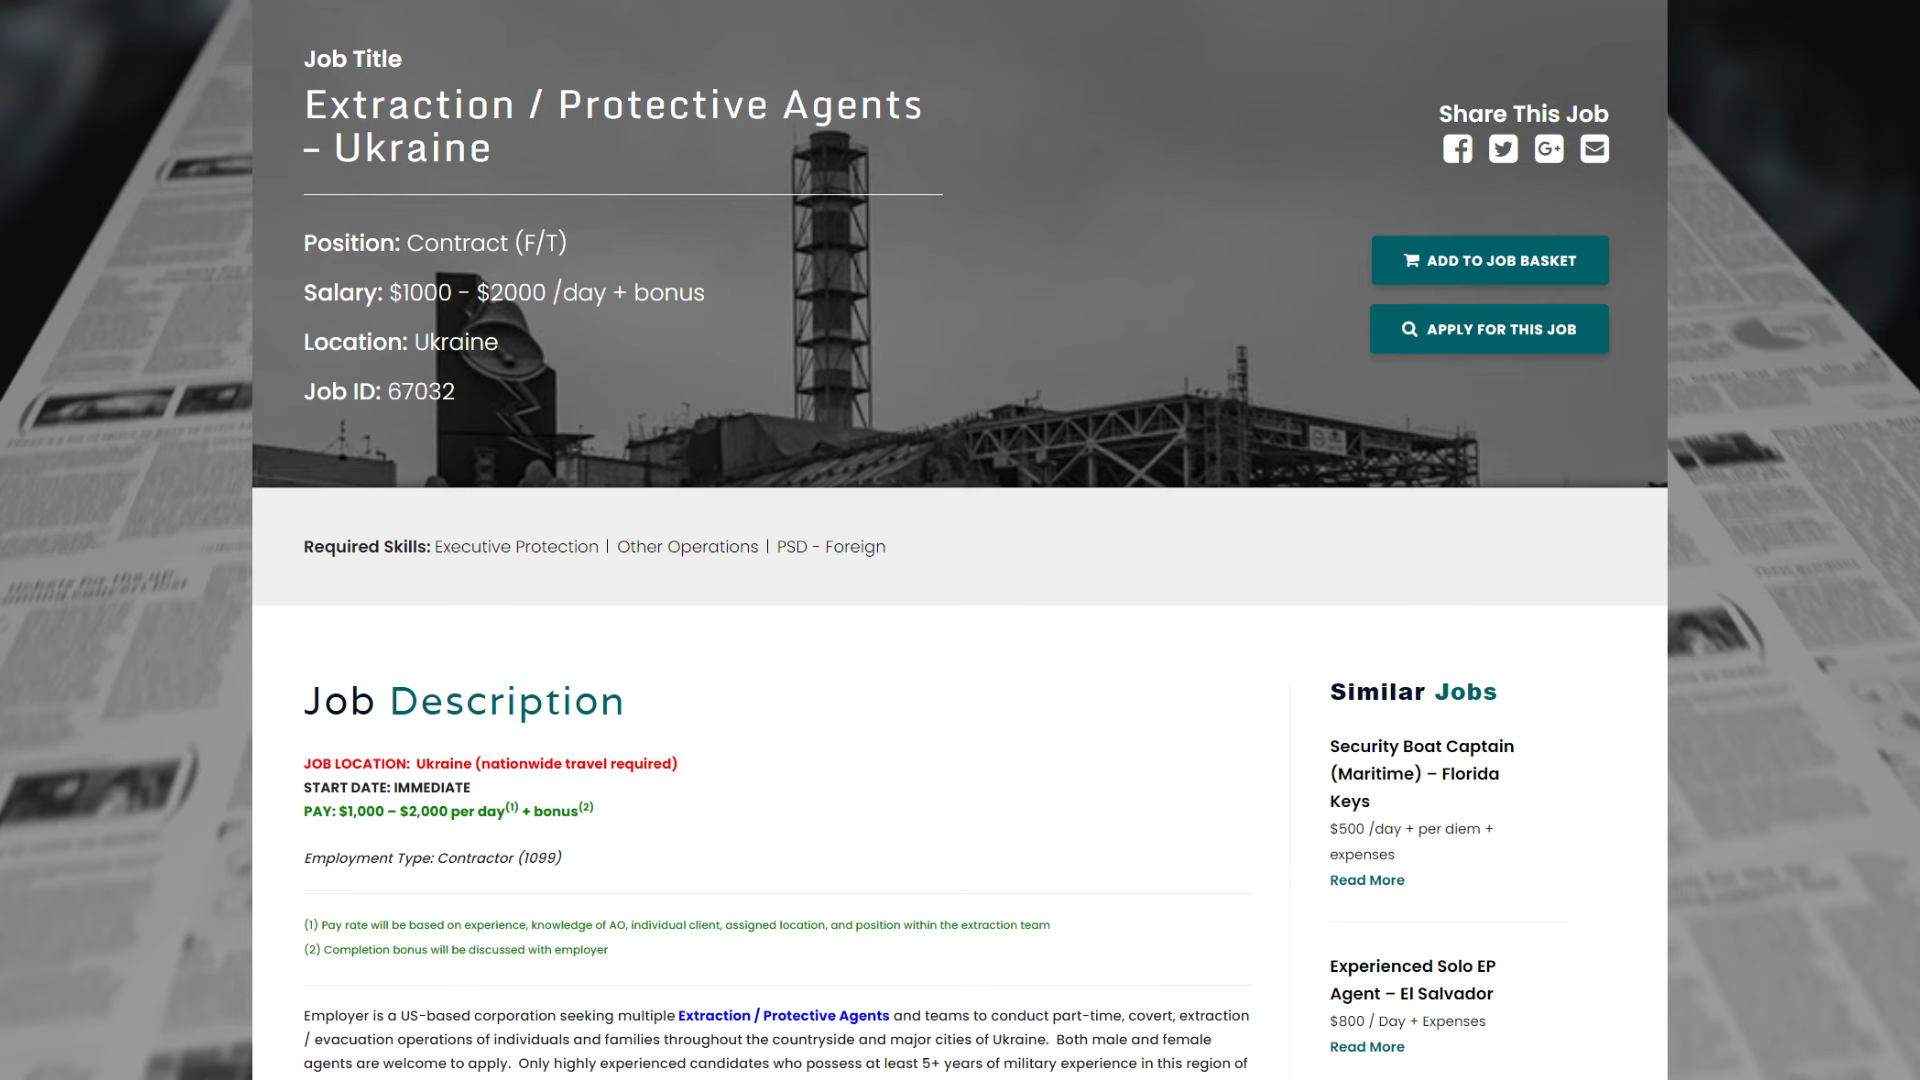 Job Title
Extraction / Protective Agents
– Ukraine
Share This Job
Position: Contract (F/T)
Salary: $1000 – $2000 /day + bonus
Location: Ukraine
Job ID: 67032
ADD TO JOB BASKET
APPLY FOR THIS JOB
Required Skills: Executive Protection | Other Operations | PSD - Foreign
Job Description
JOB LOCATION: Ukraine (nationwide travel required)
START DATE: IMMEDIATE
PAY: $1,000 – $2,000 per day(1) + bonus(2)
Employment Type: Contractor (1099)
(1) Pay rate will be based on experience, knowledge of AO, individual client, assigned location, and position within the extraction team
(2) Completion bonus will be discussed with employer
Employer is a US-based corporation seeking multiple Extraction / Protective Agents and teams to conduct part-time, covert, extraction
/ evacuation operations of individuals and families throughout the countryside and major cities of Ukraine. Both male and female
agents are welcome to apply. Only highly experienced candidates who possess at least 5+ years of military experience in this region of
Similar Jobs
Security Boat Captain
(Maritime) – Florida
Keys
$500 /day + per diem +
expenses
Read More
Experienced Solo EP
Agent – El Salvador
$800 / Day + Expenses
Read More